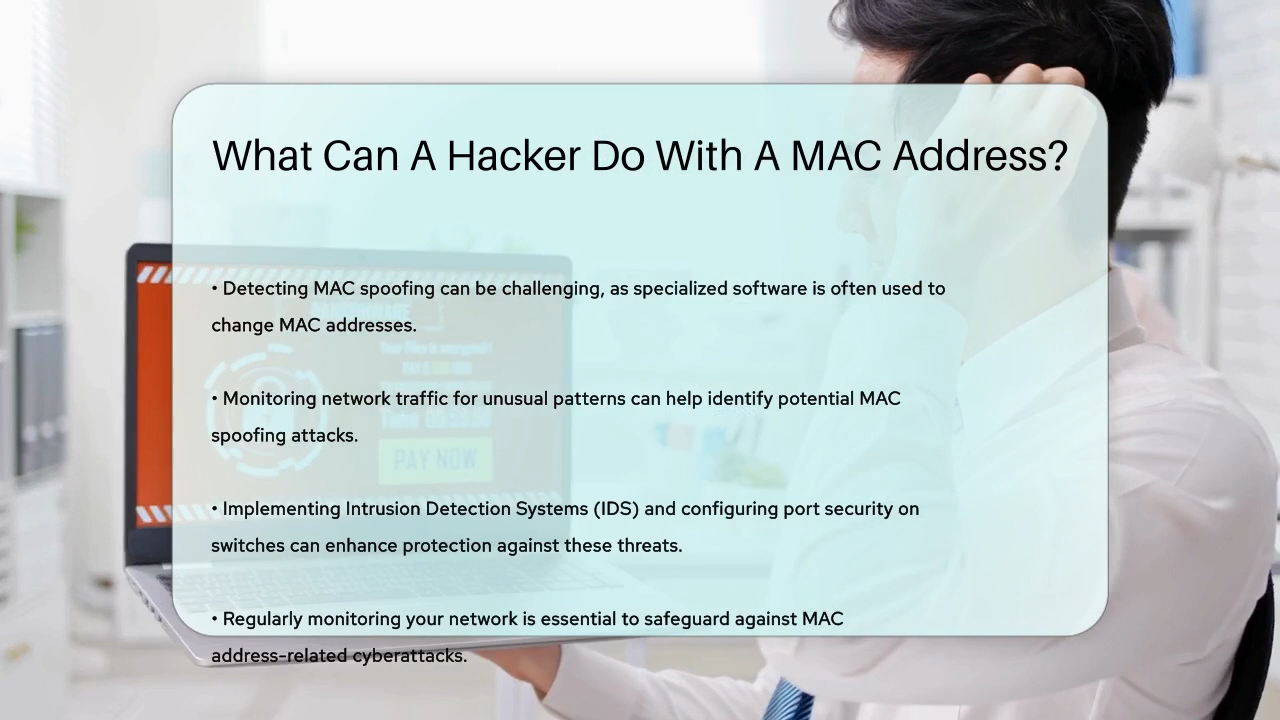 What Can A Hacker Do With A MAC Address?
• Detecting MAC spoofing can be challenging, as specialized software is often used to
change MAC addresses.
• Monitoring network traffic for unusual patterns can help identify potential MAC
spoofing attacks.
PAY NOW
• Implementing Intrusion Detection Systems (IDS) and configuring port security on
switches can enhance protection against these threats.
• Regularly monitoring your network is essential to safeguard against MAC
address-related cyberattacks.